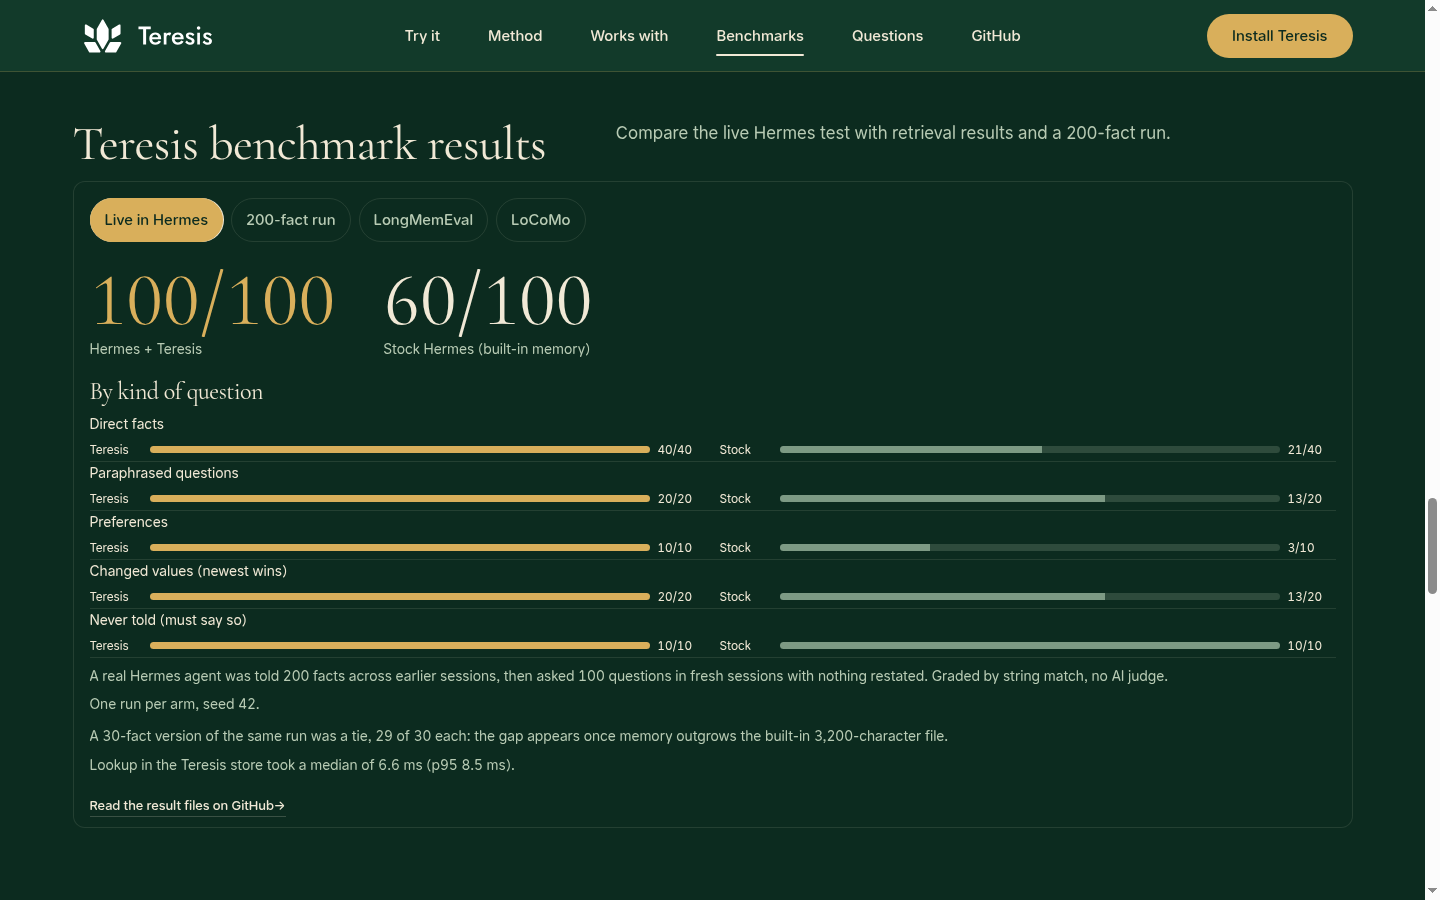 Teresis
Try it
Method
Works with
Benchmarks
Questions
GitHub
Install Teresis
Teresis benchmark results
Compare the live Hermes test with retrieval results and a 200-fact run.
Live in Hermes
200-fact run
LongMemEval
LoCoMo
100/100
Hermes + Teresis
60/100
Stock Hermes (built-in memory)
By kind of question
Direct facts
Teresis 40/40 Stock 21/40
Paraphrased questions
Teresis 20/20 Stock 13/20
Preferences
Teresis 10/10 Stock 3/10
Changed values (newest wins)
Teresis 20/20 Stock 13/20
Never told (must say so)
Teresis 10/10 Stock 10/10
A real Hermes agent was told 200 facts across earlier sessions, then asked 100 questions in fresh sessions with nothing restated. Graded by string match, no AI judge.
One run per arm, seed 42.
A 30-fact version of the same run was a tie, 29 of 30 each: the gap appears once memory outgrows the built-in 3,200-character file.
Lookup in the Teresis store took a median of 6.6 ms (p95 8.5 ms).
Read the result files on GitHub→